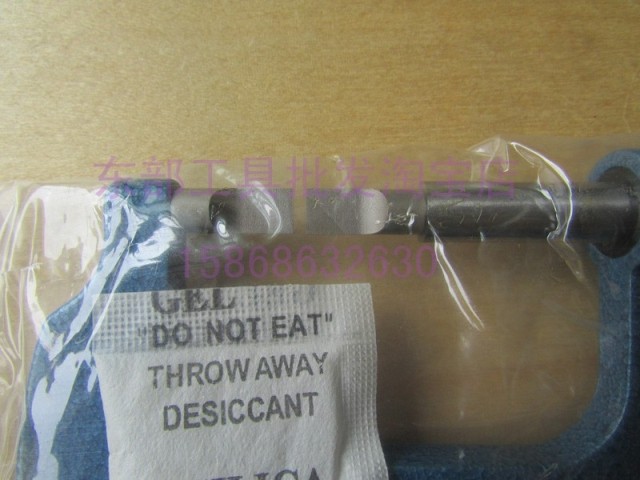 东部工具批发淘宝店
15868632630
GEL
"DO NOT EAT"
THROW AWAY
DESICCANT